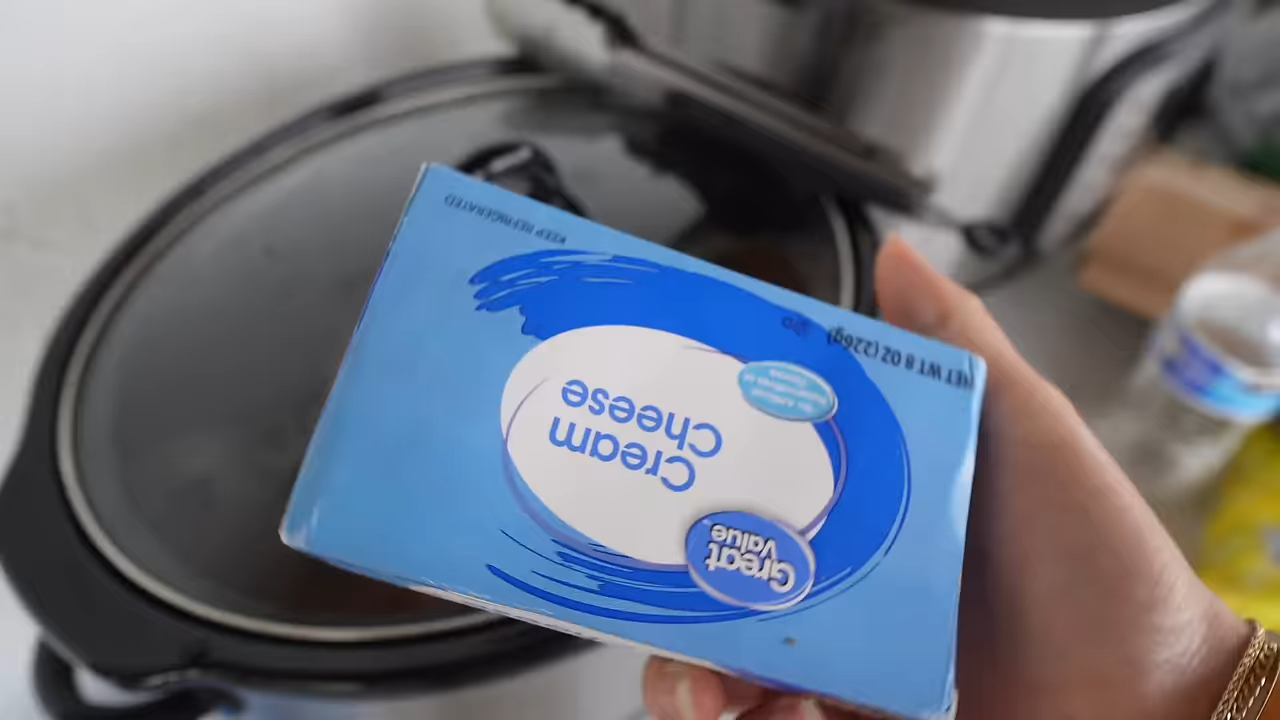 Great
Value
Cream
Cheese
NET WT 8 OZ (226g)
KEEP REFRIGERATED